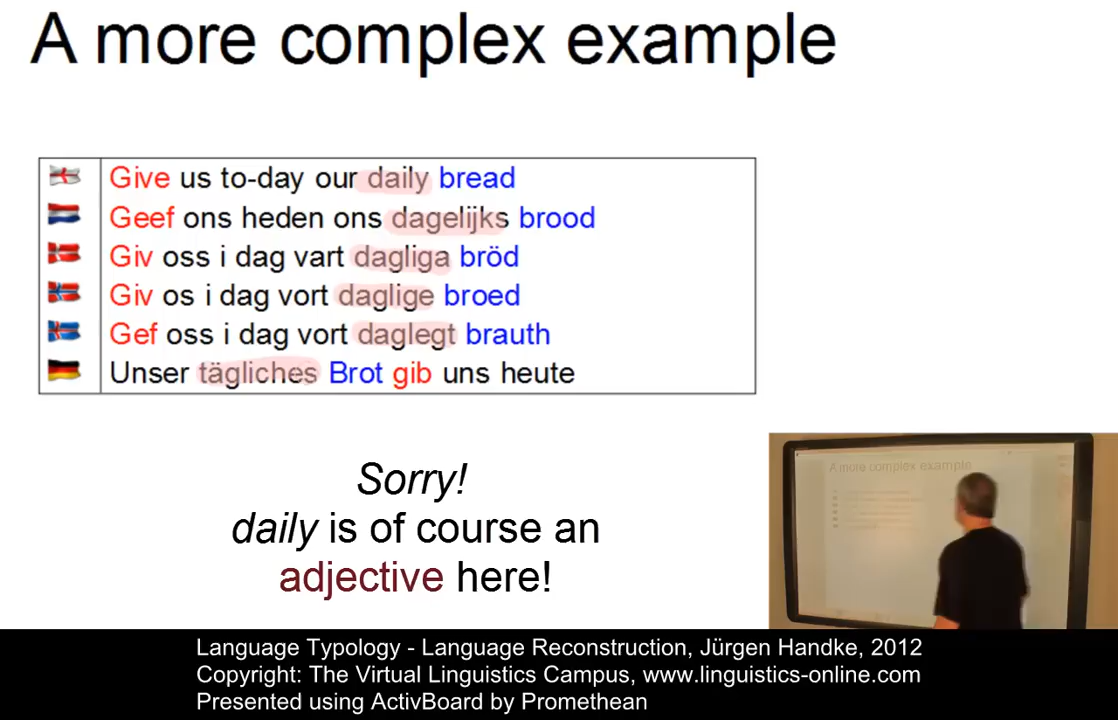 A more complex example
Give us to-day our daily bread
Geef ons heden ons dagelijks brood
Giv oss i dag vart dagliga bröd
Giv os i dag vort daglige broed
Gef oss i dag vort daglegt brauth
Unser tägliches Brot gib uns heute
Sorry!
daily is of course an
adjective here!
A more complex example
Language Typology - Language Reconstruction, Jürgen Handke, 2012
Copyright: The Virtual Linguistics Campus, www.linguistics-online.com
Presented using ActivBoard by Promethean